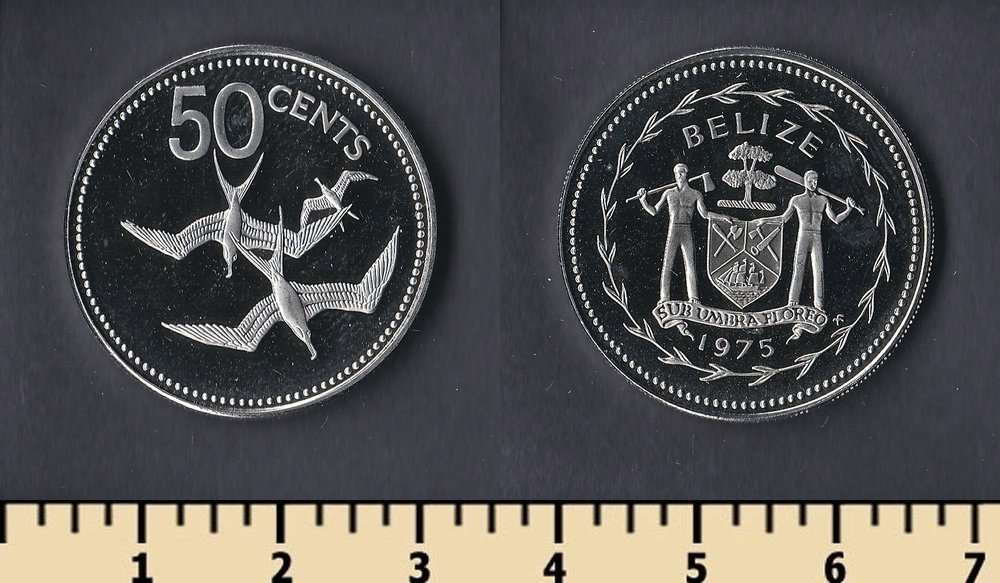 50 CENTS
BELIZE
SUB UMBRA FLOREO
1975
1 2 3 4 5 6 7